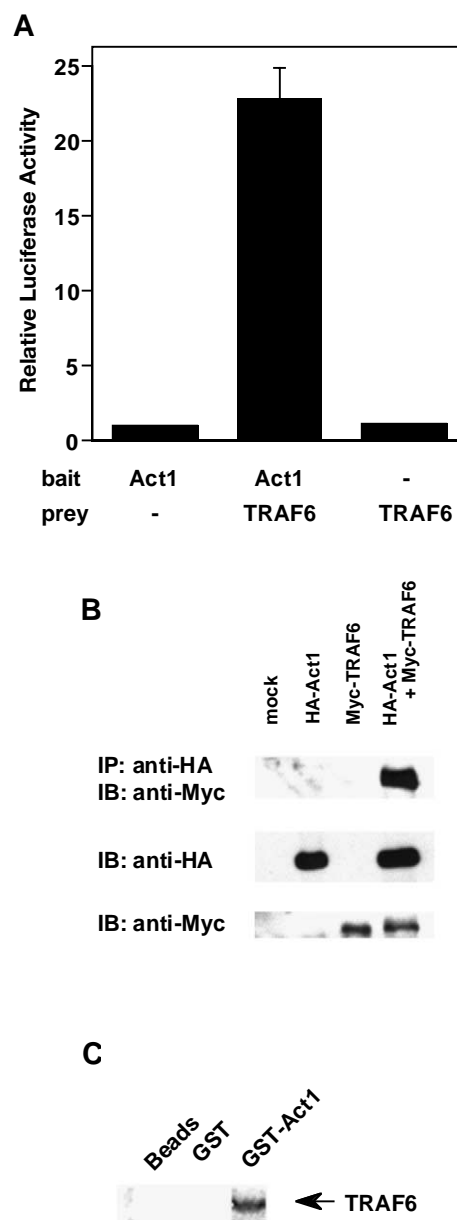 A
Relative Luciferase Activity
25
20
15
10
5
0
bait Act1 Act1 -
prey - TRAF6 TRAF6
B
mock
HA-Act1
Myc-TRAF6
HA-Act1
+ Myc-TRAF6
IP: anti-HA
IB: anti-Myc
IB: anti-HA
IB: anti-Myc
C
Beads
GST
GST-Act1
TRAF6